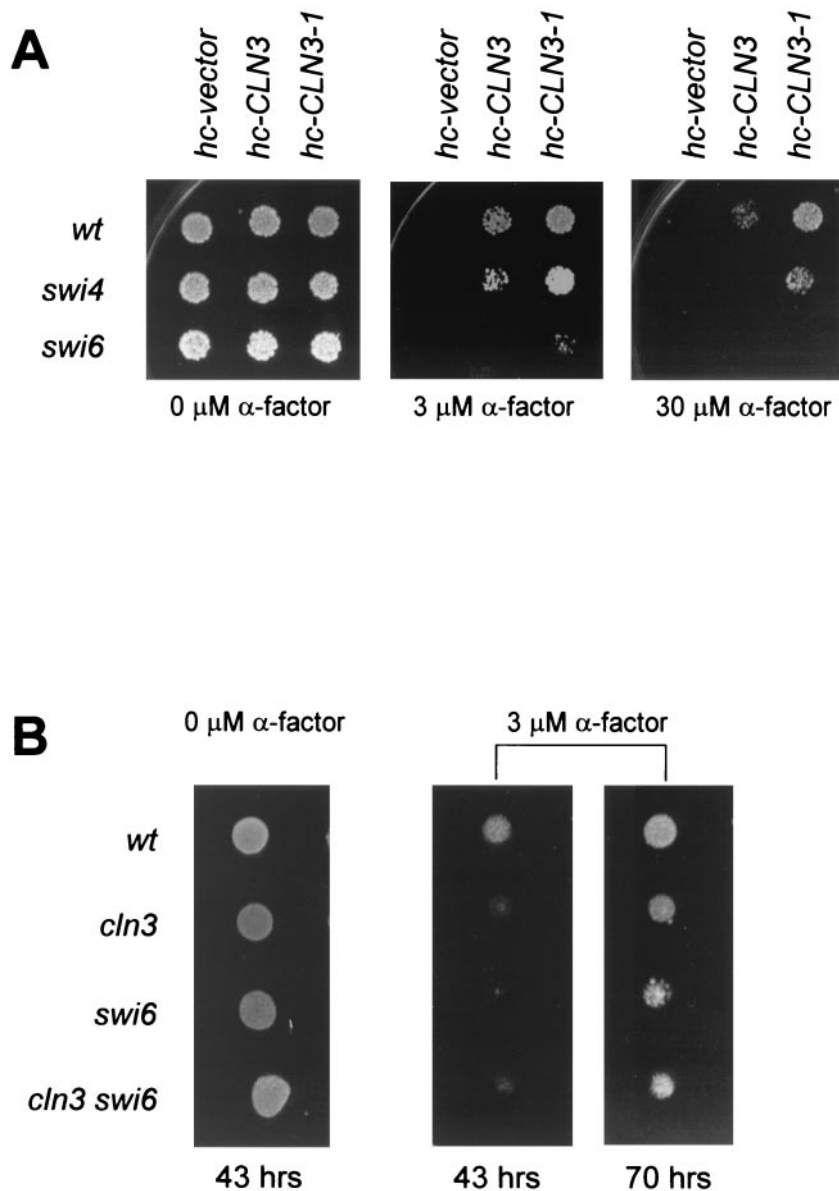 A
hc-vector hc-CLN3 hc-CLN3-1 hc-vector hc-CLN3 hc-CLN3-1 hc-vector hc-CLN3 hc-CLN3-1
wt
swi4
swi6
0 μM α-factor 3 μM α-factor 30 μM α-factor
B
0 μM α-factor 3 μM α-factor
wt
cln3
swi6
cln3 swi6
43 hrs 43 hrs 70 hrs